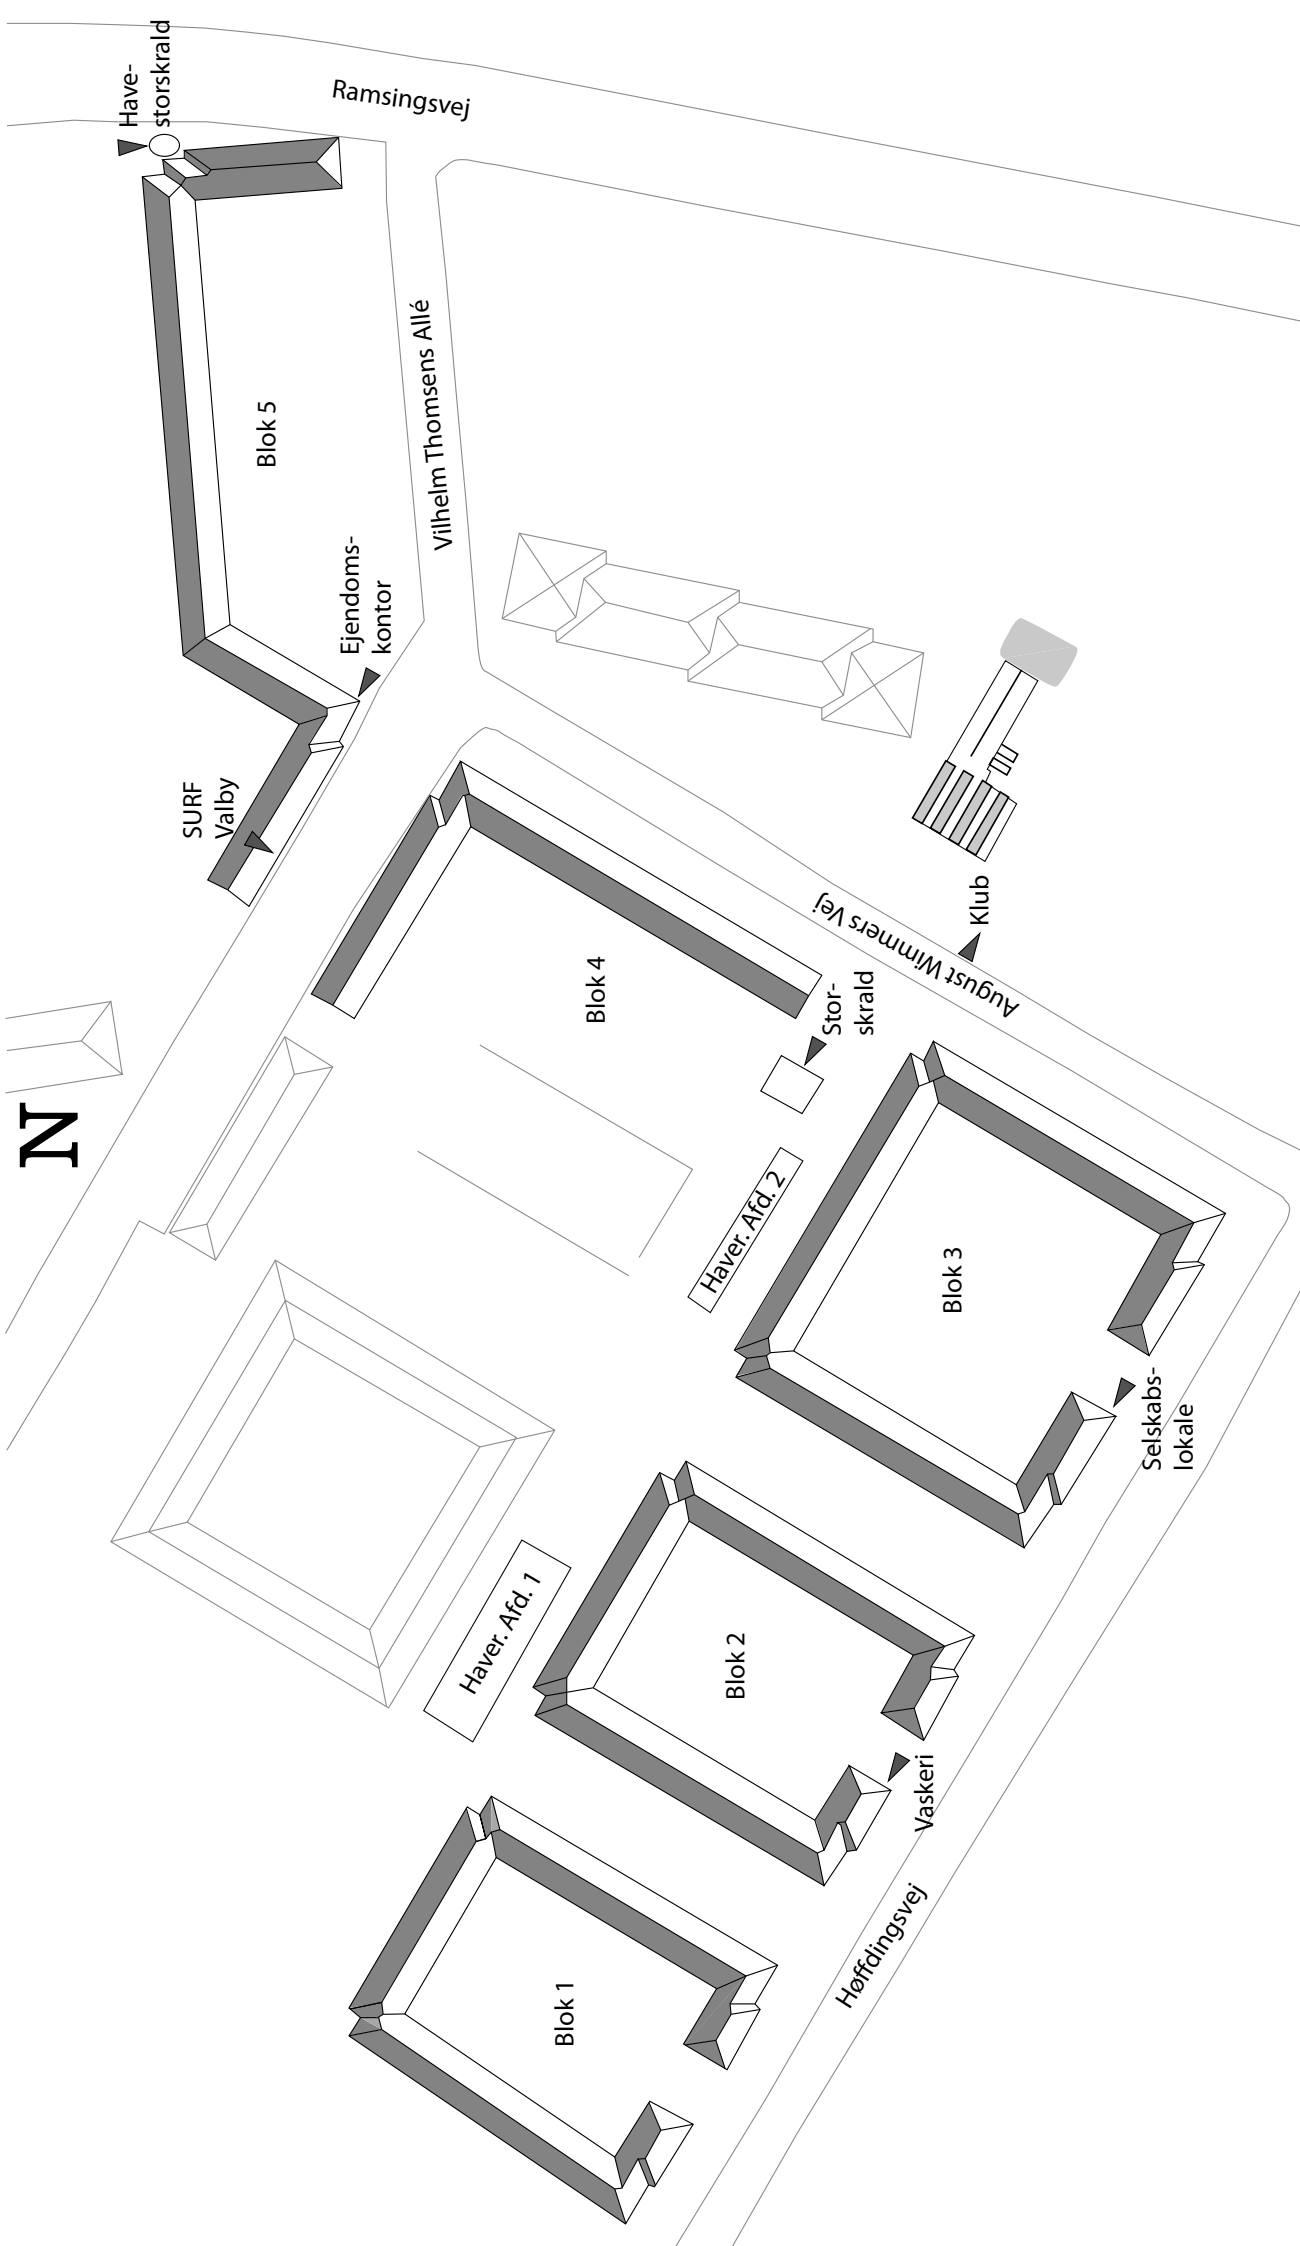 Have-
storskrald
Ramsingsvej
Blok 5
Vilhelm Thomsens Allé
Ejendoms-
kontor
SURF
Valby
N
Blok 4
Stor-
skrald
August Wimmers Vej
Klub
Haver. Afd. 2
Blok 3
Selskabs-
lokale
Haver. Afd. 1
Blok 2
Vaskeri
Høffdingsvej
Blok 1